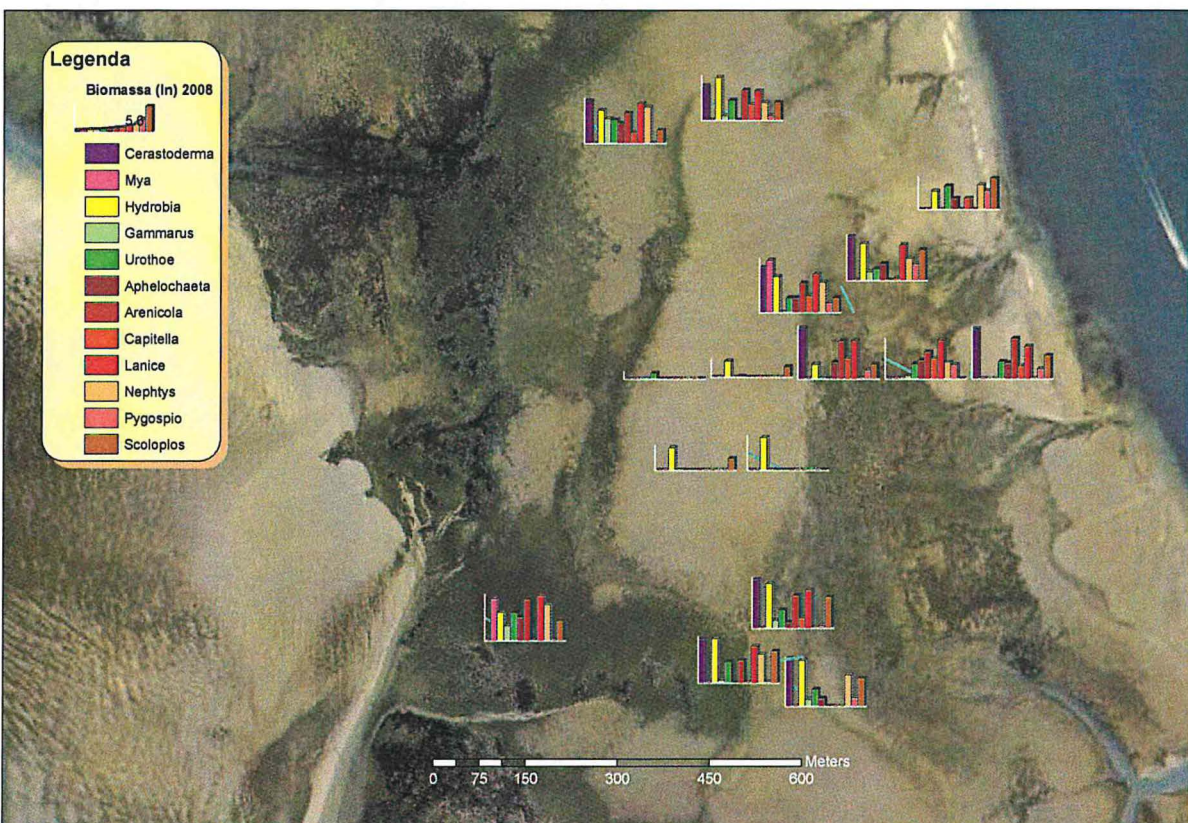 Legenda
Biomassa (ln) 2008
5.0
Cerastoderma
Mya
Hydrobia
Gammarus
Urothoe
Aphelochaeta
Arenicola
Capitella
Lanice
Nephtys
Pygospio
Scoloplos
Meters
0 75 150 300 450 600